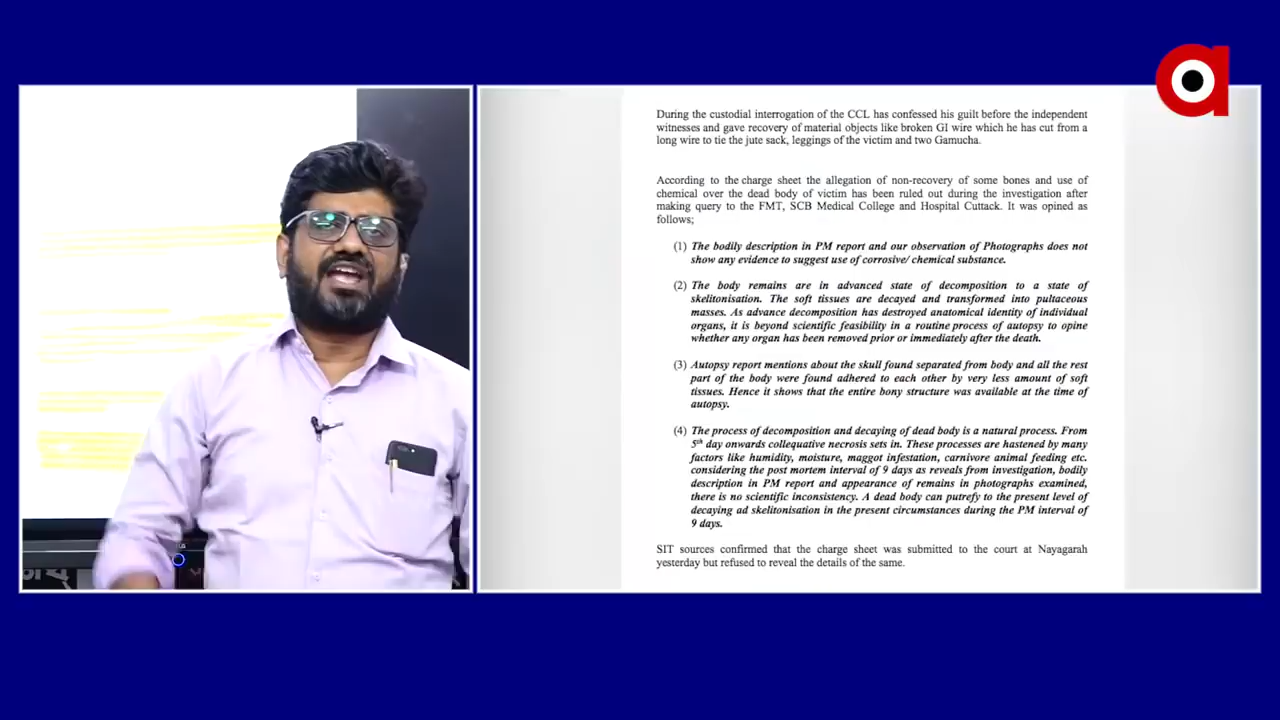 During the custodial interrogation of the CCL has confessed his guilt before the independent
witnesses and gave recovery of material objects like broken GI wire which he has cut from a
long wire to tie the jute sack, leggings of the victim and two Gamucha.
According to the charge sheet the allegation of non-recovery of some bones and use of
chemical over the dead body of victim has been ruled out during the investigation after
making query to the FMT, SCB Medical College and Hospital Cuttack. It was opined as
follows;
(1) The bodily description in PM report and our observation of Photographs does not
show any evidence to suggest use of corrosive/ chemical substance.
(2) The body remains are in advanced state of decomposition to a state of
skelitonisation. The soft tissues are decayed and transformed into pultaceous
masses. As advance decomposition has destroyed anatomical identity of individual
organs, it is beyond scientific feasibility in a routine process of autopsy to opine
whether any organ has been removed prior or immediately after the death.
(3) Autopsy report mentions about the skull found separated from body and all the rest
part of the body were found adhered to each other by very less amount of soft
tissues. Hence it shows that the entire bony structure was available at the time of
autopsy.
(4) The process of decomposition and decaying of dead body is a natural process. From
5th day onwards collequative necrosis sets in. These processes are hastened by many
factors like humidity, moisture, maggot infestation, carnivore animal feeding etc.
considering the post mortem interval of 9 days as reveals from investigation, bodily
description in PM report and appearance of remains in photographs examined,
there is no scientific inconsistency. A dead body can putrefy to the present level of
decaying ad skelitonisation in the present circumstances during the PM interval of
9 days.
SIT sources confirmed that the charge sheet was submitted to the court at Nayagarah
yesterday but refused to reveal the details of the same.